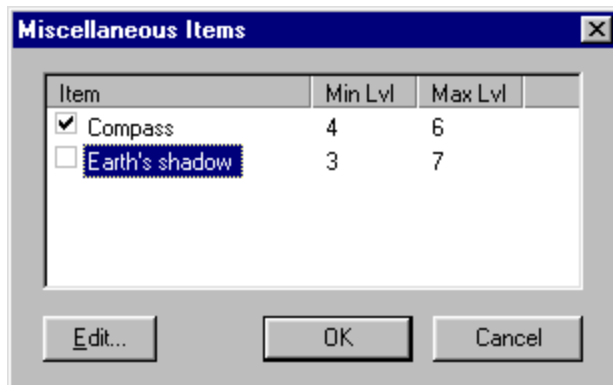 Miscellaneous Items
Item Min Lvl Max Lvl
Compass 4 6
Earth's shadow 3 7
Edit... OK Cancel